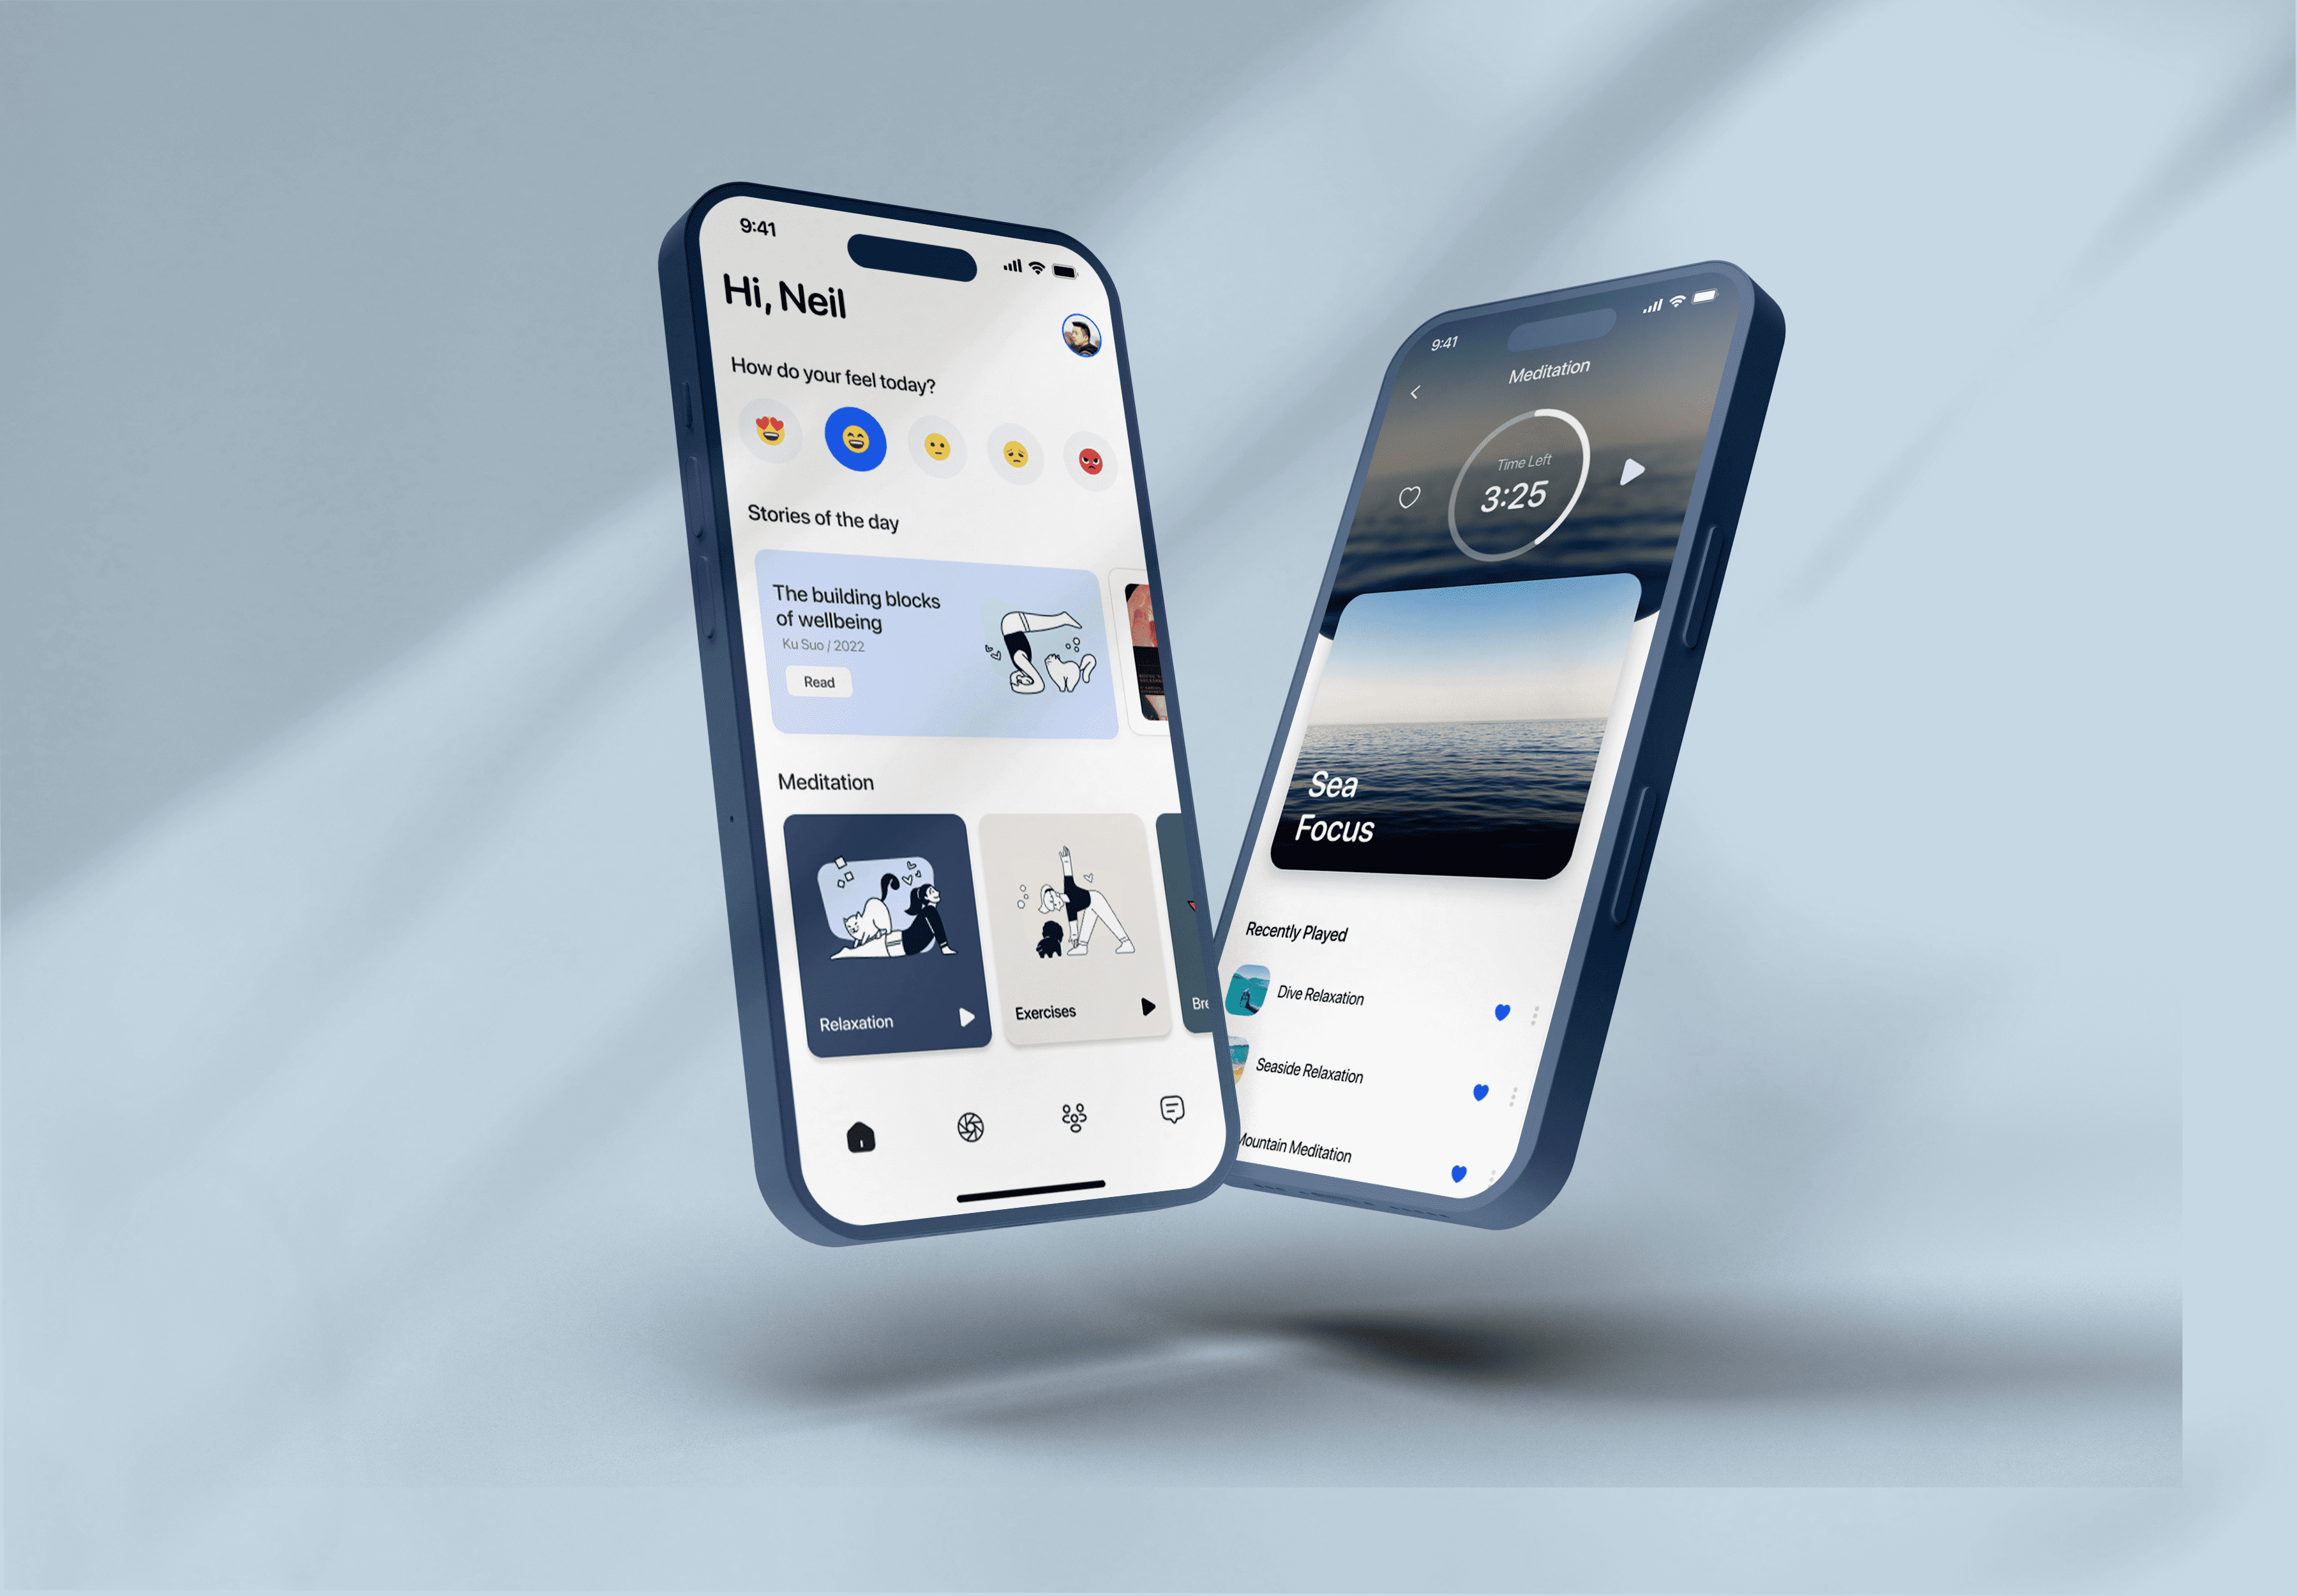 9:41
Hi, Neil
How do your feel today?
Stories of the day
The building blocks
of wellbeing
Ku Suo / 2022
Read
Meditation
Relaxation
Exercises
Bre
9:41
Meditation
Time Left
3:25
Sea
Focus
Recently Played
Dive Relaxation
Seaside Relaxation
Mountain Meditation